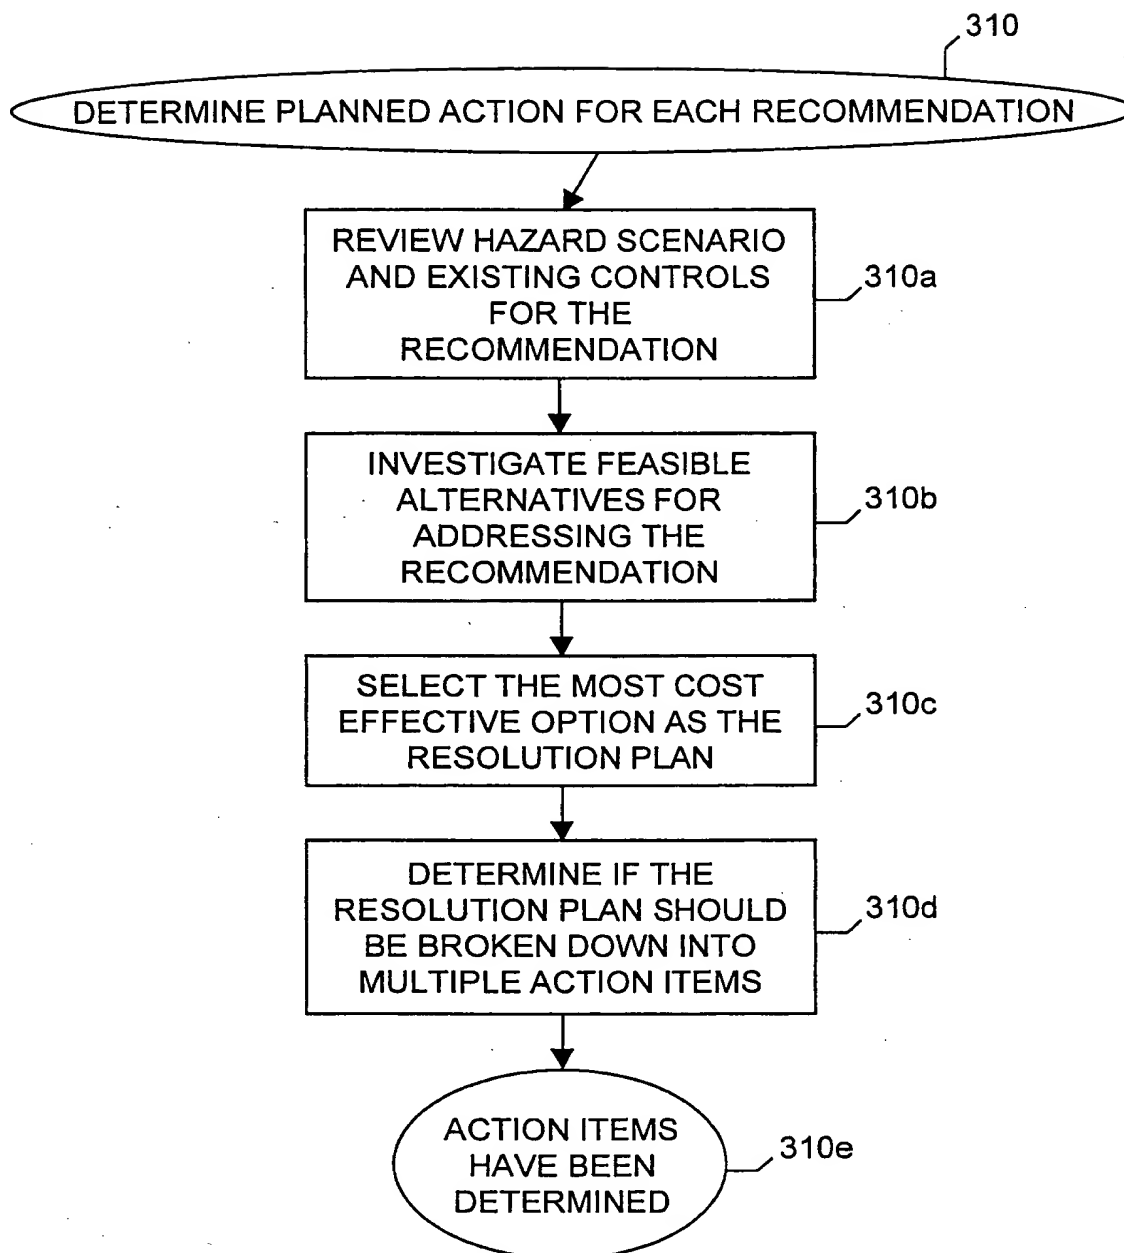 310
DETERMINE PLANNED ACTION FOR EACH RECOMMENDATION
REVIEW HAZARD SCENARIO
AND EXISTING CONTROLS
FOR THE
RECOMMENDATION
310a
INVESTIGATE FEASIBLE
ALTERNATIVES FOR
ADDRESSING THE
RECOMMENDATION
310b
SELECT THE MOST COST
EFFECTIVE OPTION AS THE
RESOLUTION PLAN
310c
DETERMINE IF THE
RESOLUTION PLAN SHOULD
BE BROKEN DOWN INTO
MULTIPLE ACTION ITEMS
310d
ACTION ITEMS
HAVE BEEN
DETERMINED
310e